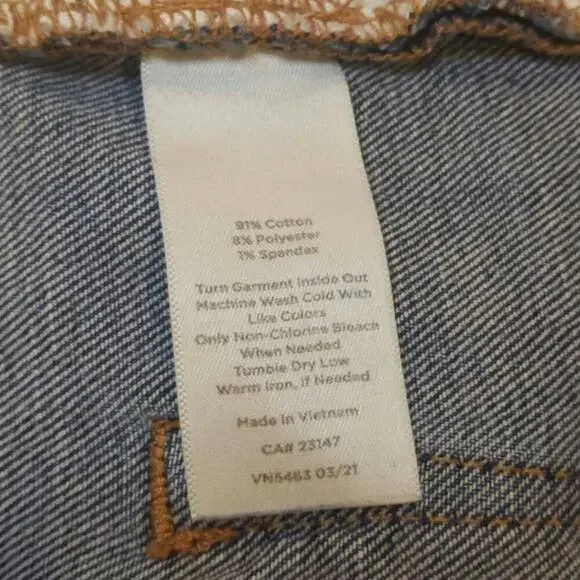 91% Cotton
8% Polyester
1% Spandex
Turn Garment Inside Out
Machine Wash Cold With
Like Colors
Only Non-Chlorine Bleach
When Needed
Tumble Dry Low
Warm Iron, If Needed
Made in Vietnam
CA# 23147
VN5463 03/21